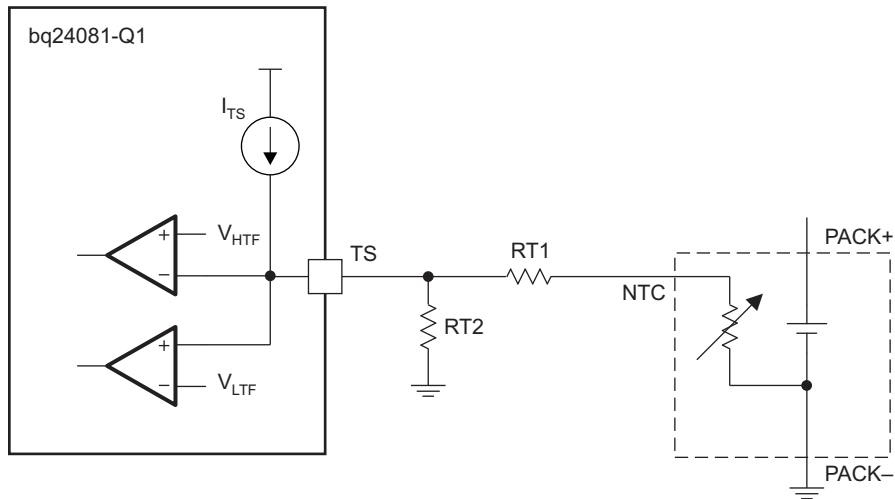 bq24081-Q1
I_TS
V_HTF
+
−
TS
RT1
PACK+
NTC
RT2
+
−
V_LTF
PACK–